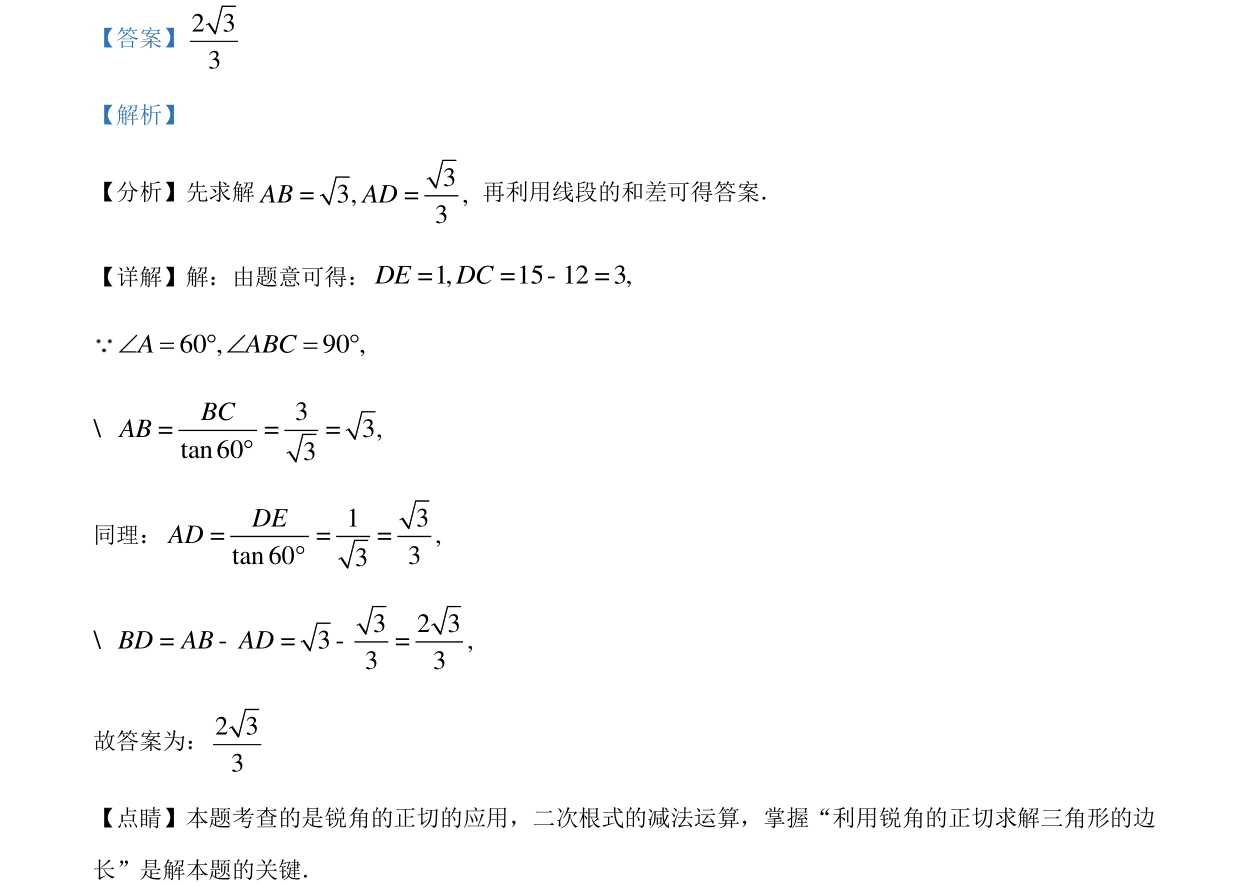 【答案】$\frac{2\sqrt{3}}{3}$
【解析】
【分析】先求解 $AB=\sqrt{3}, AD=\frac{\sqrt{3}}{3},$ 再利用线段的和差可得答案.
【详解】解：由题意可得：$DE=1, DC=15-12=3,$
∵$\angle A=60°, \angle ABC=90°,$
\ $AB=\frac{BC}{\tan 60°}=\frac{3}{\sqrt{3}}=\sqrt{3},$
同理：$AD=\frac{DE}{\tan 60°}=\frac{1}{\sqrt{3}}=\frac{\sqrt{3}}{3},$
\ $BD=AB-AD=\sqrt{3}-\frac{\sqrt{3}}{3}=\frac{2\sqrt{3}}{3},$
故答案为：$\frac{2\sqrt{3}}{3}$
【点睛】本题考查的是锐角的正切的应用，二次根式的减法运算，掌握“利用锐角的正切求解三角形的边
长”是解本题的关键.